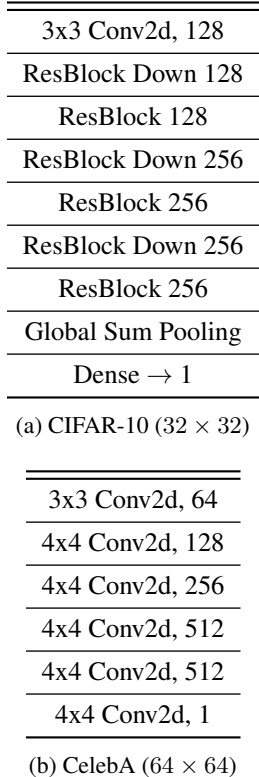 3x3 Conv2d, 128
ResBlock Down 128
ResBlock 128
ResBlock Down 256
ResBlock 256
ResBlock Down 256
ResBlock 256
Global Sum Pooling
Dense → 1
(a) CIFAR-10 (32 × 32)
3x3 Conv2d, 64
4x4 Conv2d, 128
4x4 Conv2d, 256
4x4 Conv2d, 512
4x4 Conv2d, 512
4x4 Conv2d, 1
(b) CelebA (64 × 64)